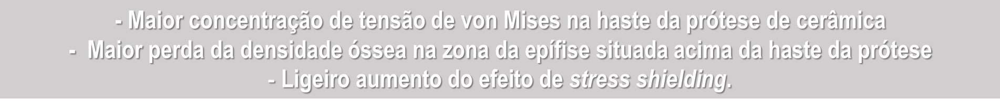 - Maior concentração de tensão de von Mises na haste da prótese de cerâmica
- Maior perda da densidade óssea na zona da epífise situada acima da haste da prótese
- Ligeiro aumento do efeito de stress shielding.